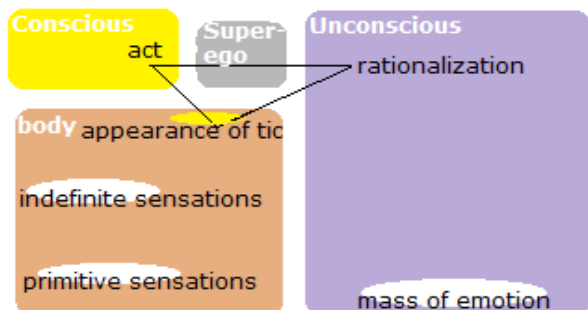 Conscious
act
Super-
ego
Unconscious
rationalization
body
appearance of tic
indefinite sensations
primitive sensations
mass of emotion